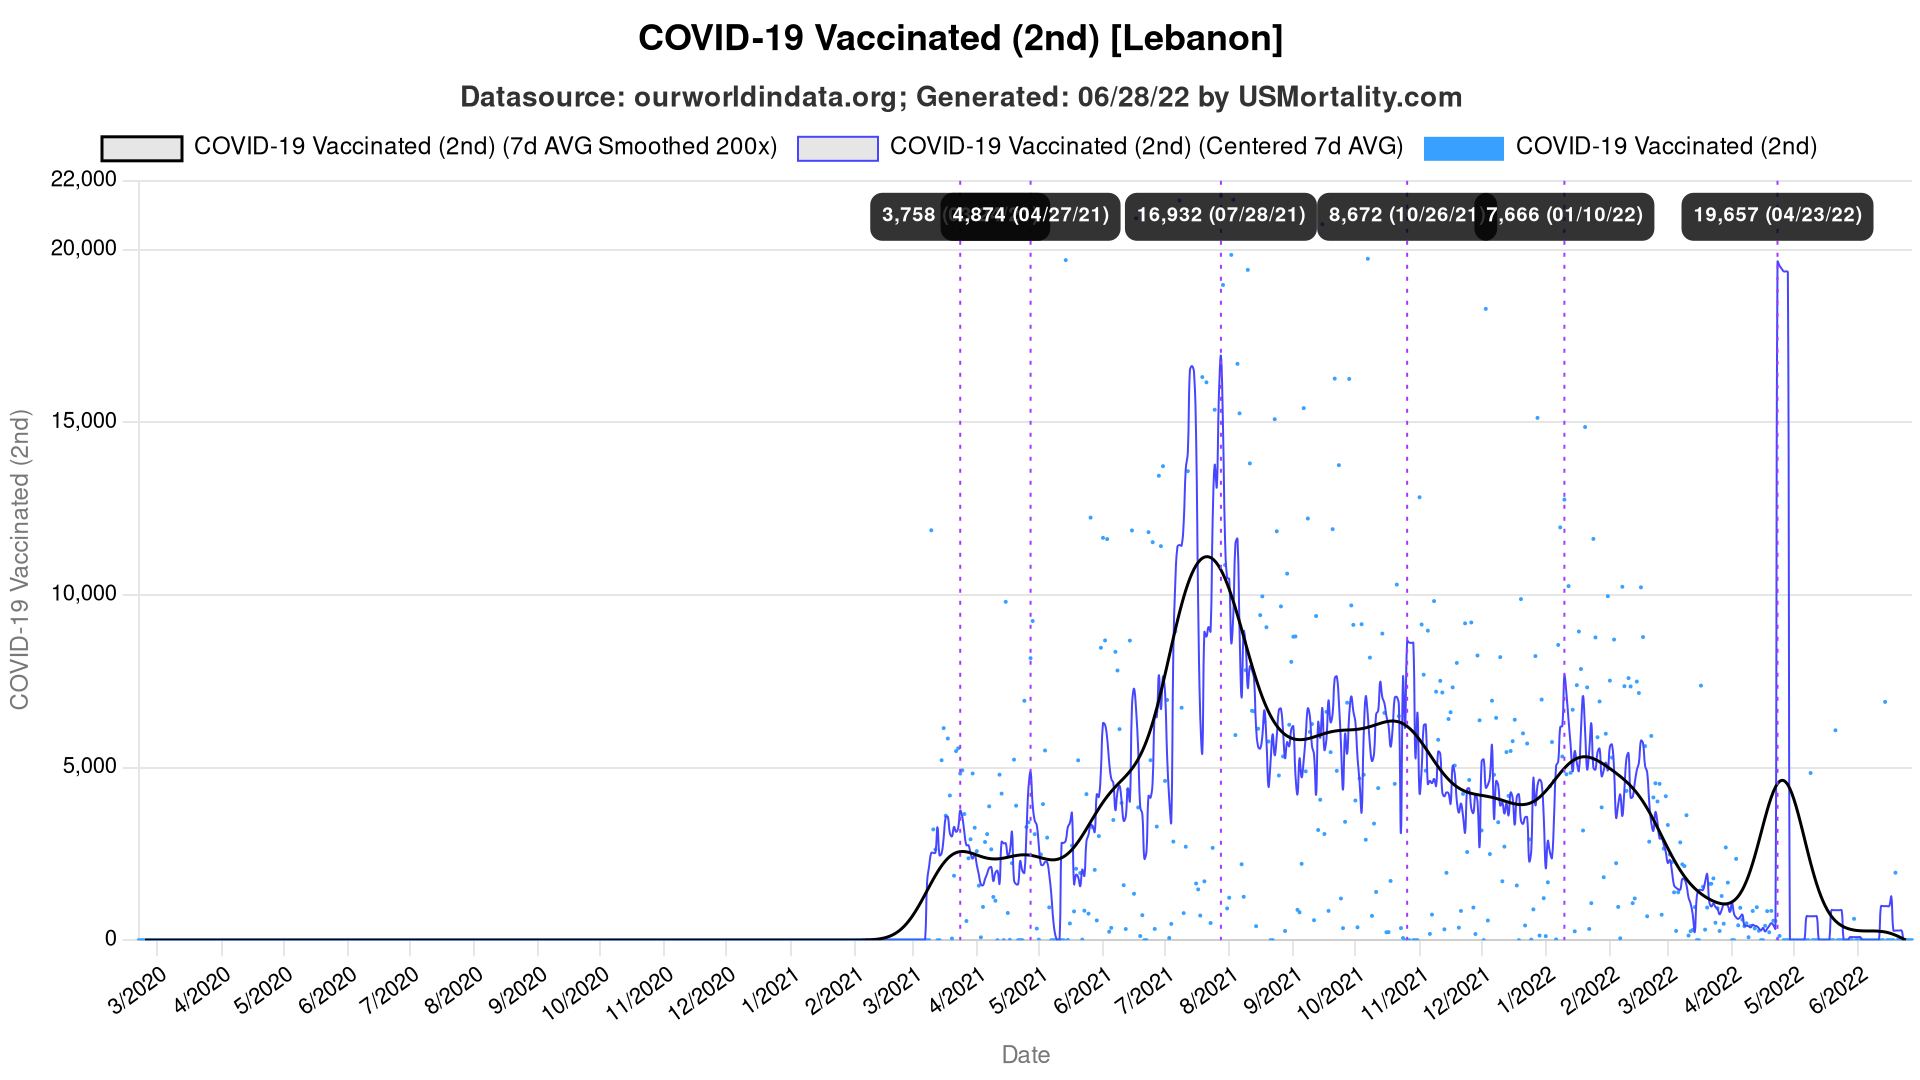 COVID-19 Vaccinated (2nd) [Lebanon]
Datasource: ourworldindata.org; Generated: 06/28/22 by USMortality.com
COVID-19 Vaccinated (2nd) (7d AVG Smoothed 200x) COVID-19 Vaccinated (2nd) (Centered 7d AVG) COVID-19 Vaccinated (2nd)
22,000
3,758 4,874 (04/27/21) 16,932 (07/28/21) 8,672 (10/26/21) 7,666 (01/10/22) 19,657 (04/23/22)
20,000
15,000
10,000
5,000
0
COVID-19 Vaccinated (2nd)
3/2020 4/2020 5/2020 6/2020 7/2020 8/2020 9/2020 10/2020 11/2020 12/2020 1/2021 2/2021 3/2021 4/2021 5/2021 6/2021 7/2021 8/2021 9/2021 10/2021 11/2021 12/2021 1/2022 2/2022 3/2022 4/2022 5/2022 6/2022
Date